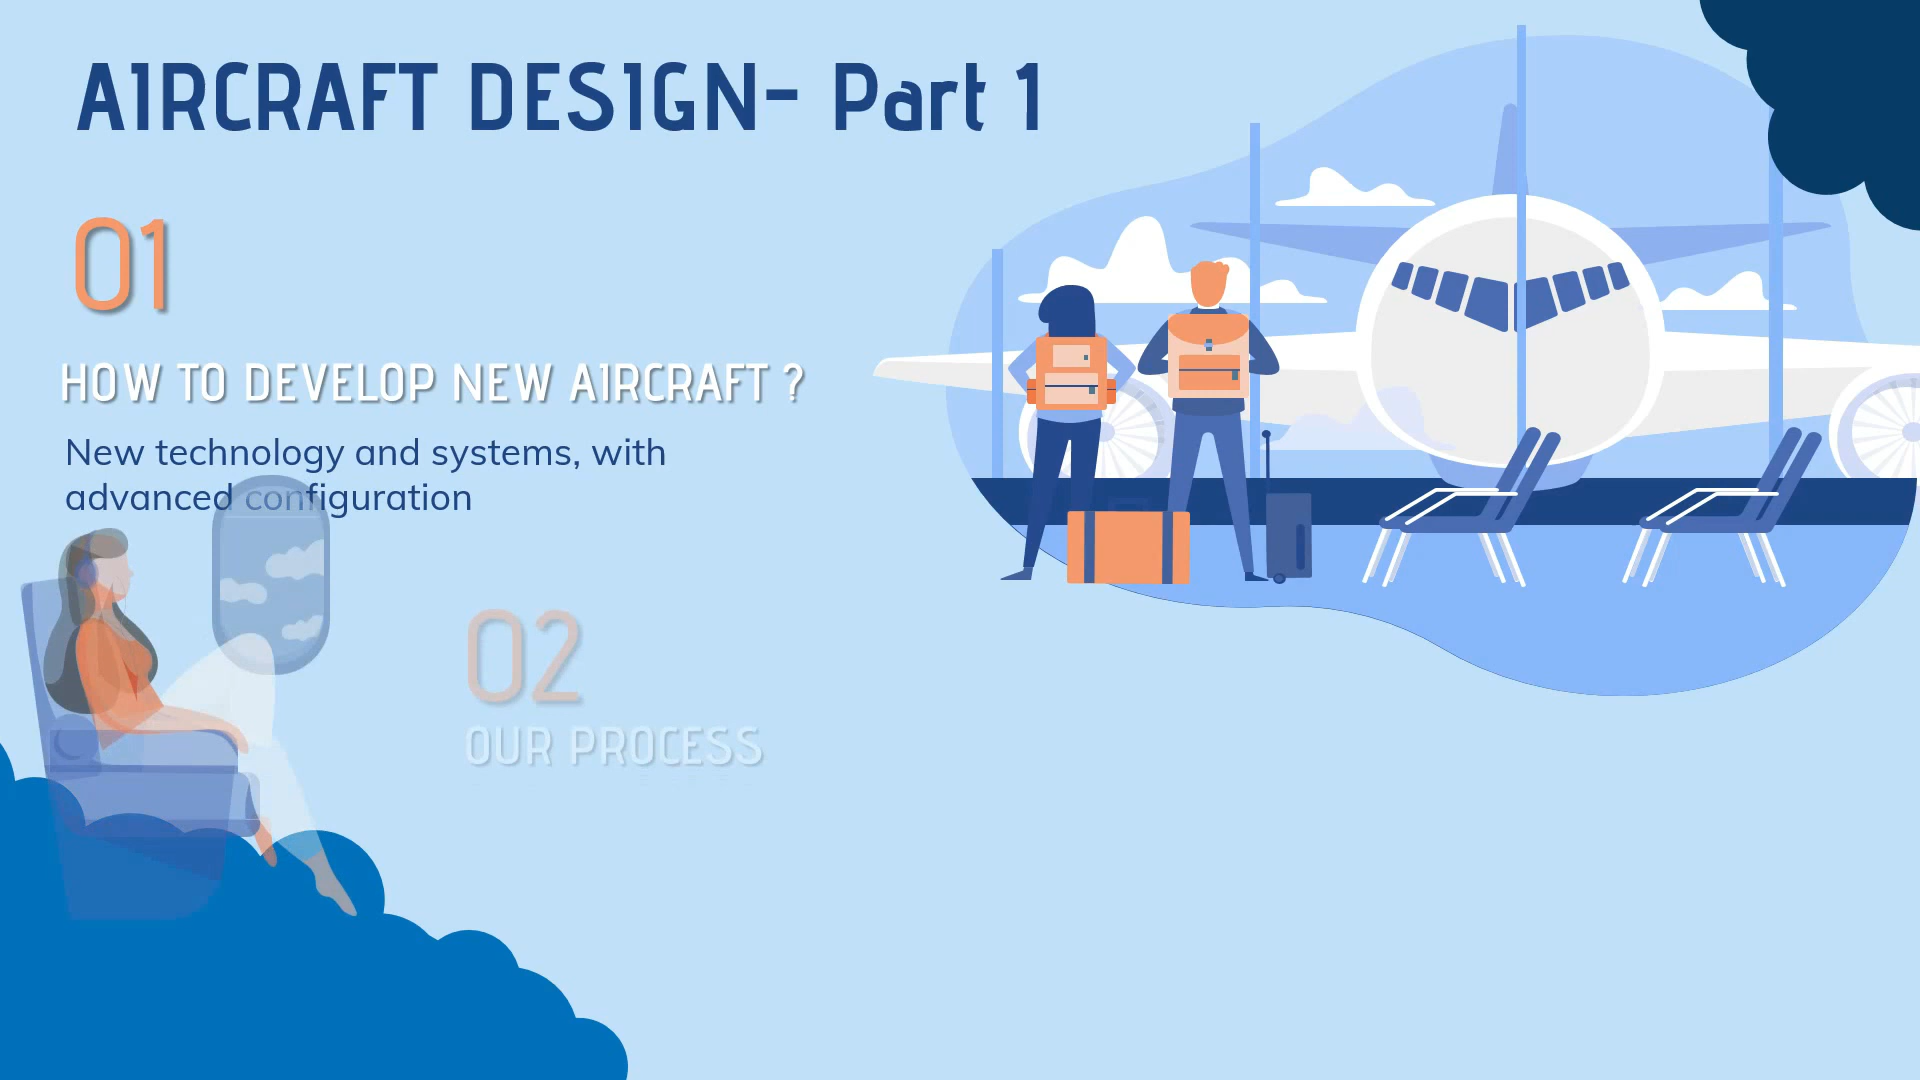 AIRCRAFT DESIGN- Part 1
01
HOW TO DEVELOP NEW AIRCRAFT ?
New technology and systems, with
advanced configuration
02
OUR PROCESS